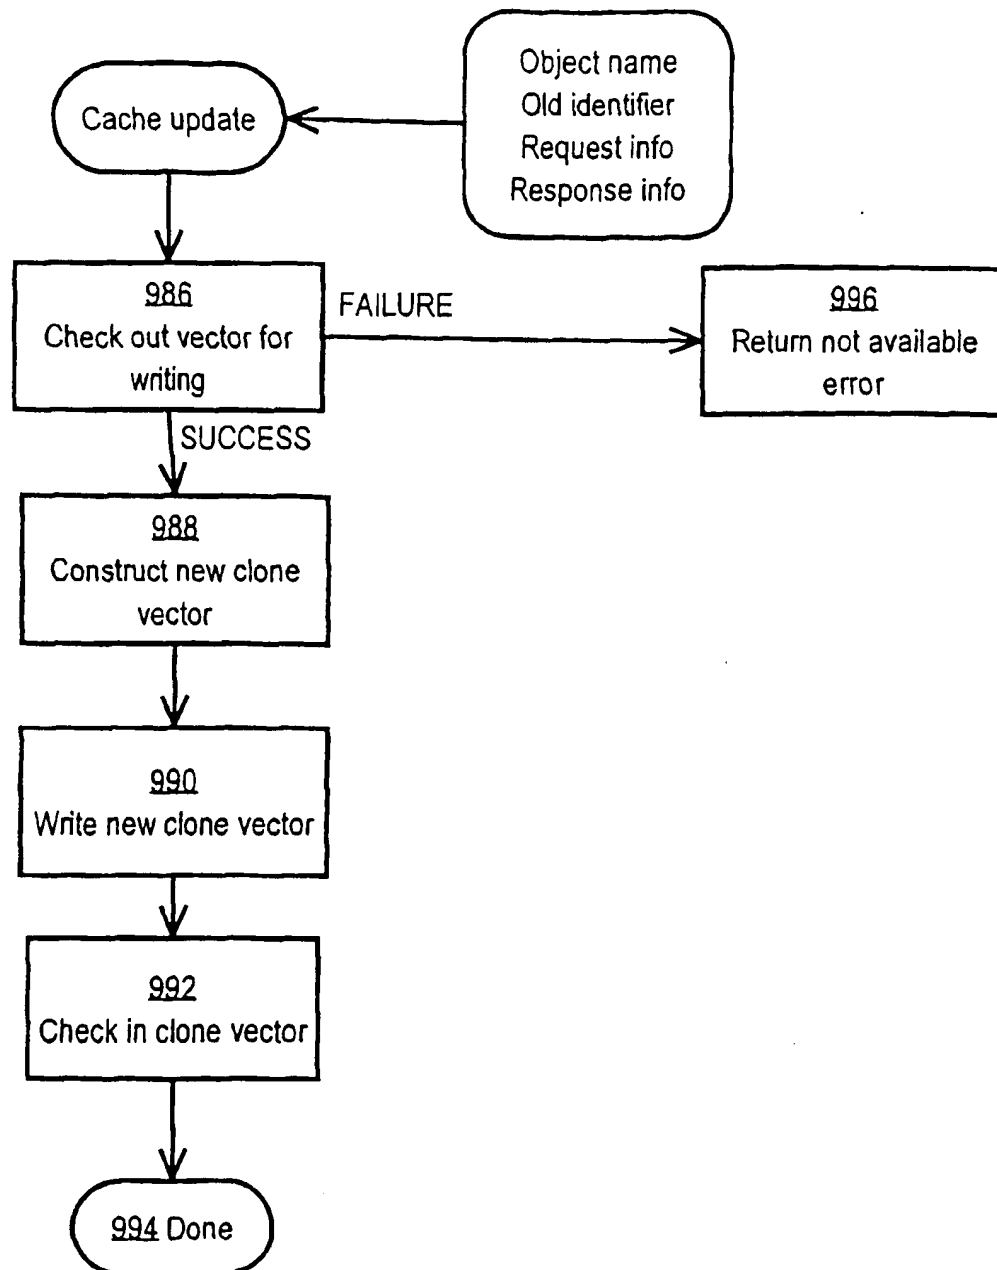 Object name
Old identifier
Request info
Response info
Cache update
986
Check out vector for
writing
FAILURE
996
Return not available
error
SUCCESS
988
Construct new clone
vector
990
Write new clone vector
992
Check in clone vector
994 Done